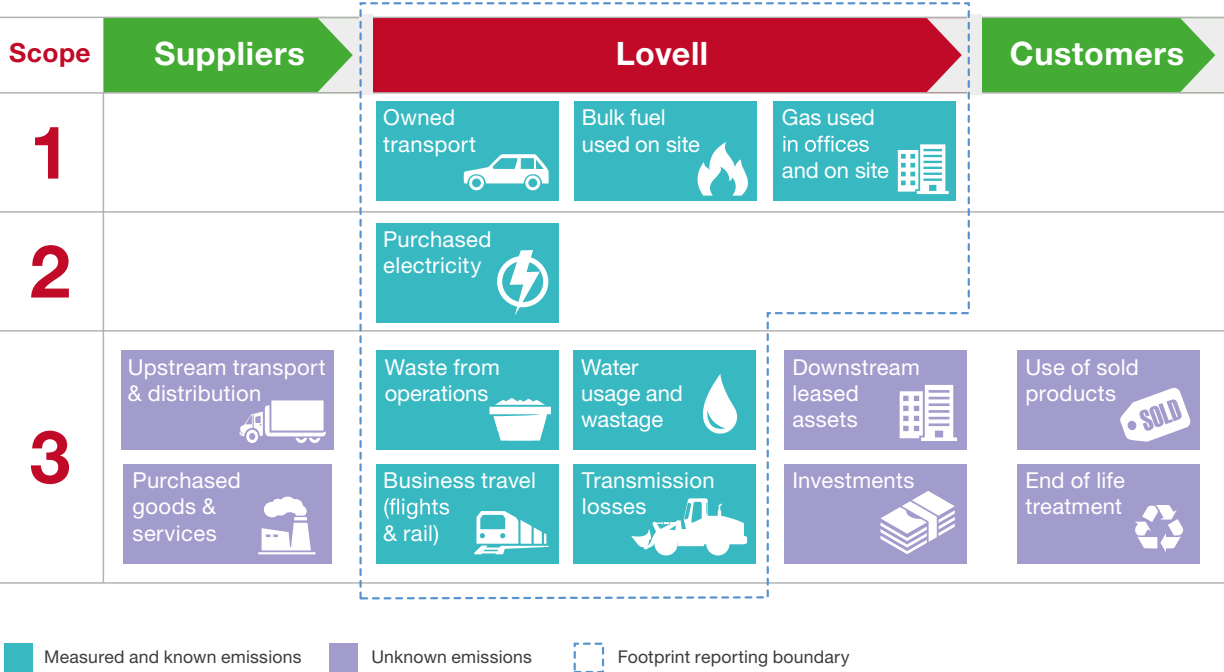 Scope
Suppliers
Lovell
Customers
1
Owned
transport
Bulk fuel
used on site
Gas used
in offices
and on site
2
Purchased
electricity
3
Upstream transport
& distribution
Waste from
operations
Water
usage and
wastage
Downstream
leased
assets
Use of sold
products
SOLD
Purchased
goods &
services
Business travel
(flights
& rail)
Transmission
losses
Investments
End of life
treatment
Measured and known emissions
Unknown emissions
Footprint reporting boundary